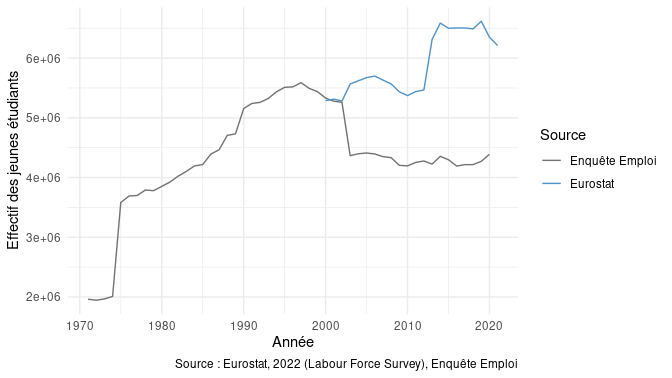 Effectif des jeunes étudiants
6e+06
5e+06
4e+06
3e+06
2e+06
1970
1980
1990
2000
2010
2020
Année
Source
Enquête Emploi
Eurostat
Source : Eurostat, 2022 (Labour Force Survey), Enquête Emploi